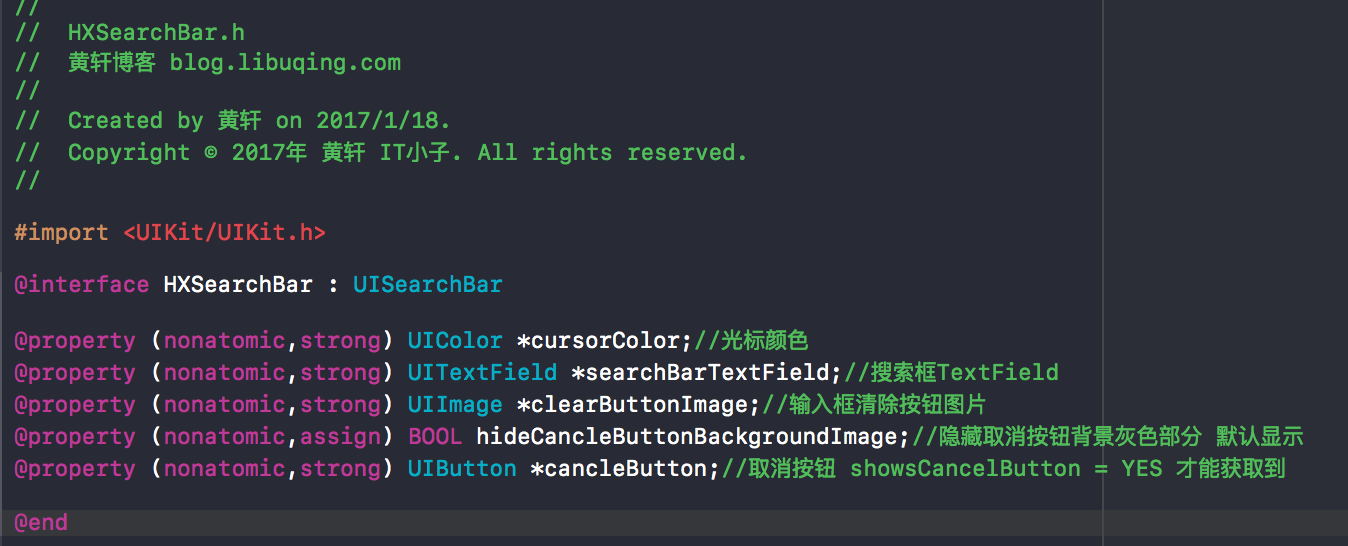 //
//  HXSearchBar.h
//  黄轩博客 blog.libuqing.com
//
//  Created by 黄轩 on 2017/1/18.
//  Copyright © 2017年 黄轩 IT小子. All rights reserved.
//
#import <UIKit/UIKit.h>
@interface HXSearchBar : UISearchBar
@property (nonatomic,strong) UIColor *cursorColor;//光标颜色
@property (nonatomic,strong) UITextField *searchBarTextField;//搜索框TextField
@property (nonatomic,strong) UIImage *clearButtonImage;//输入框清除按钮图片
@property (nonatomic,assign) BOOL hideCancleButtonBackgroundImage;//隐藏取消按钮背景灰色部分 默认显示
@property (nonatomic,strong) UIButton *cancleButton;//取消按钮 showsCancelButton = YES 才能获取到
@end